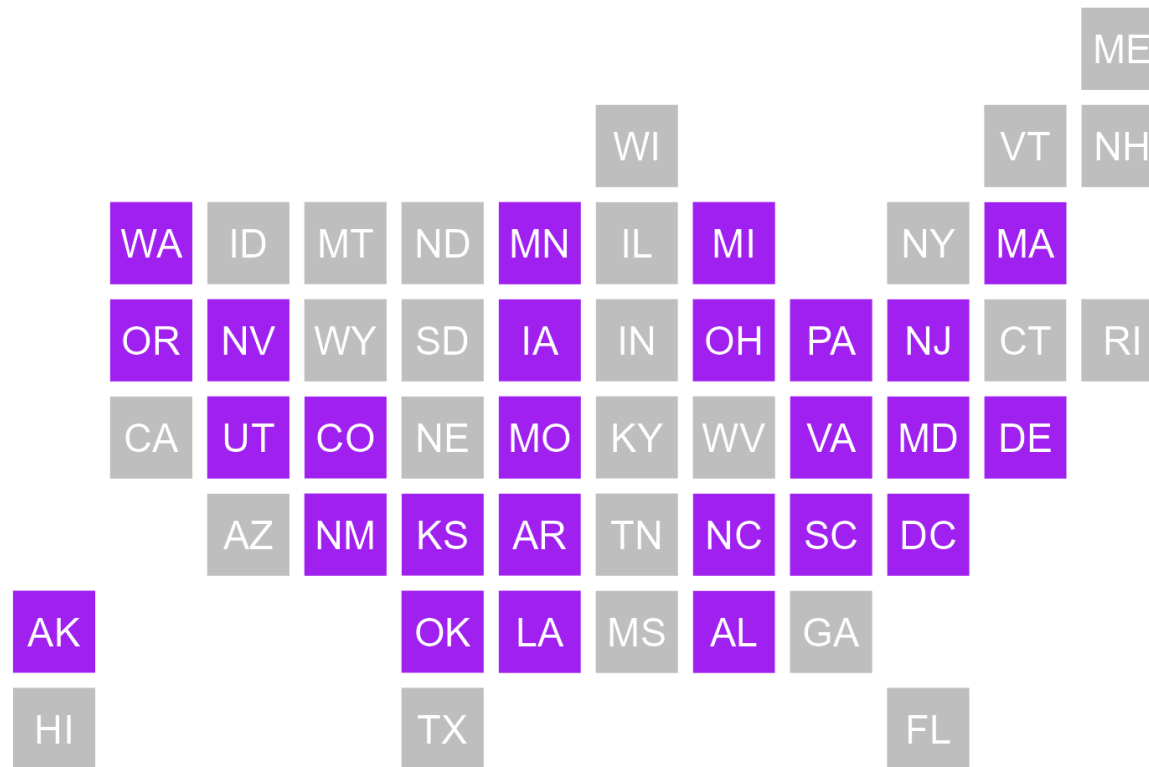 ME
WI VT NH
WA ID MT ND MN IL MI NY MA
OR NV WY SD IA IN OH PA NJ CT RI
CA UT CO NE MO KY WV VA MD DE
AZ NM KS AR TN NC SC DC
AK OK LA MS AL GA
HI TX FL